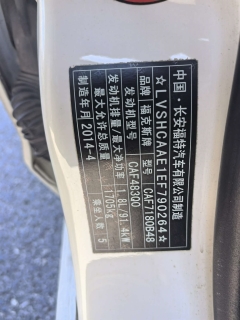 中国·长安福特汽车有限公司制造
☆LVSHCAAE1EF790264☆
品牌 福克斯牌 型号 CAF7180B48
发动机型号 CAF483Q0
发动机排量/最大净功率 1.8L/91.4kW
最大允许总质量 1705kg
制造年月 2014-4 乘坐人数 5